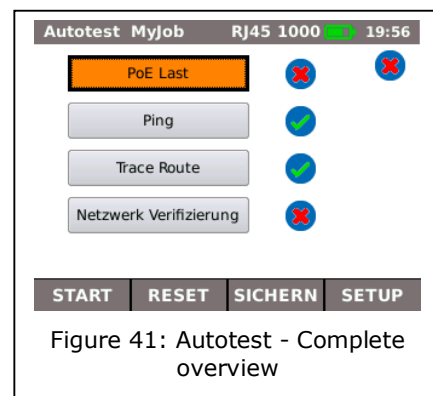 Autotest MyJob RJ45 1000 19:56
PoE Last
Ping
Trace Route
Netzwerk Verifizierung
START RESET SICHERN SETUP
Figure 41: Autotest - Complete
overview